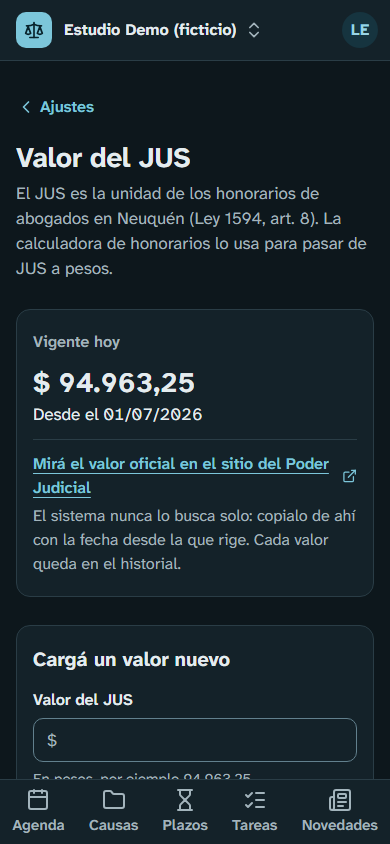 Estudio Demo (ficticio)
LE
Ajustes
Valor del JUS
El JUS es la unidad de los honorarios de
abogados en Neuquén (Ley 1594, art. 8). La
calculadora de honorarios lo usa para pasar de
JUS a pesos.
Vigente hoy
$ 94.963,25
Desde el 01/07/2026
Mirá el valor oficial en el sitio del Poder
Judicial
El sistema nunca lo busca solo: copialo de ahí
con la fecha desde la que rige. Cada valor
queda en el historial.
Cargá un valor nuevo
Valor del JUS
$
En pesos, por ejemplo 94.963,25
Agenda
Causas
Plazos
Tareas
Novedades